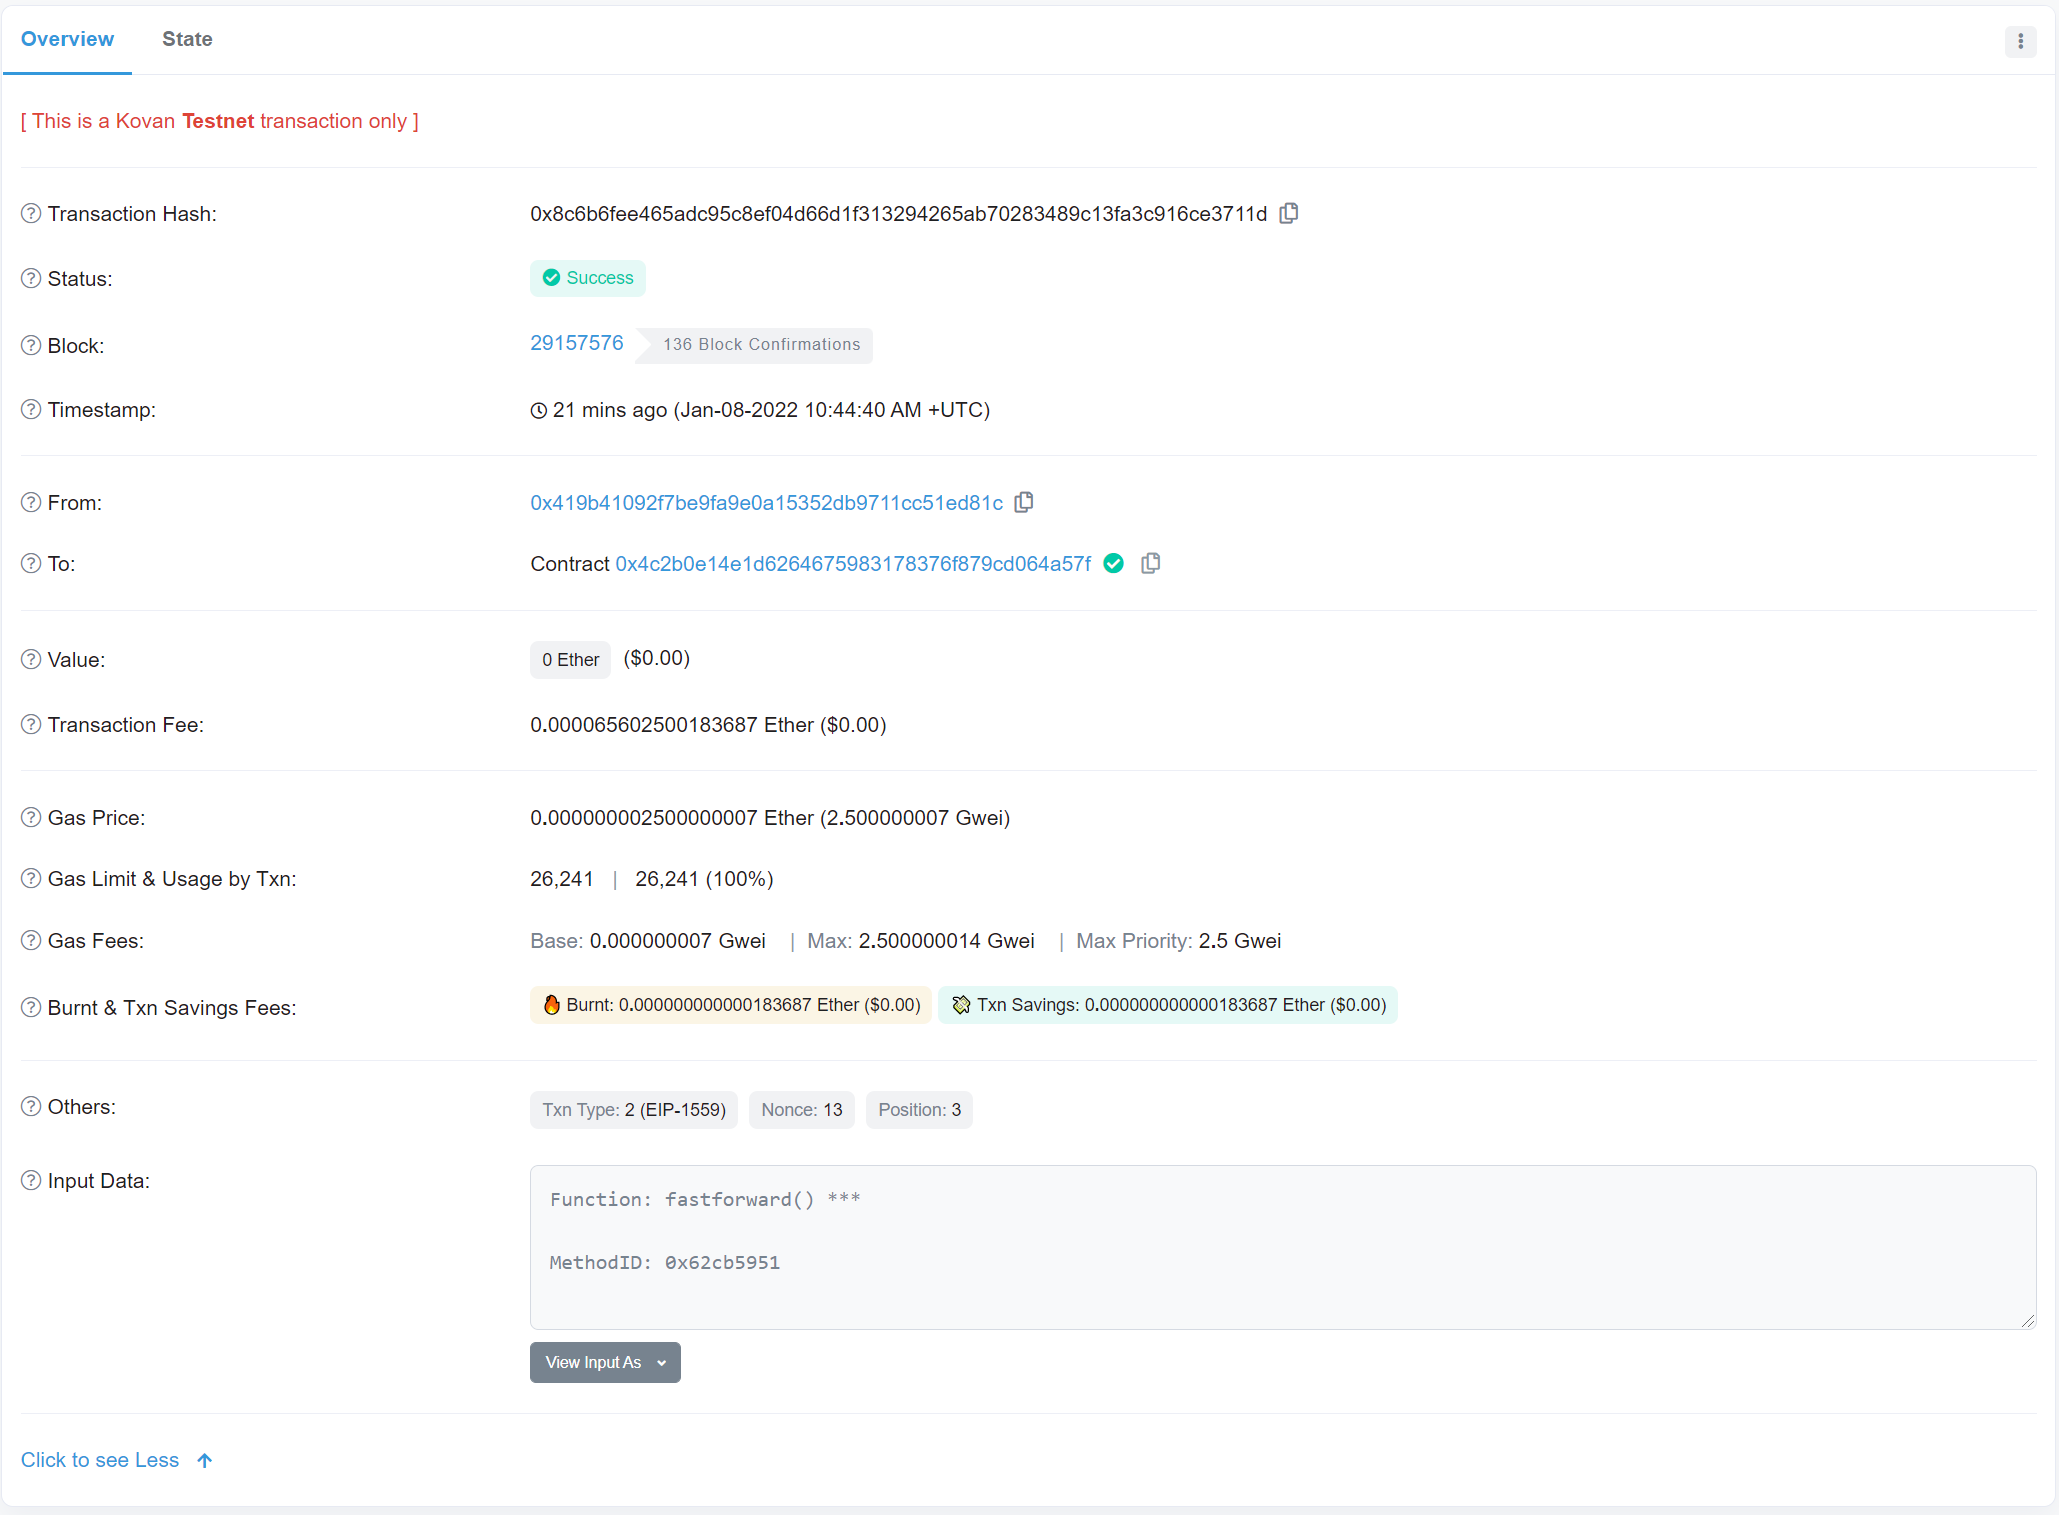 Overview State
[ This is a Kovan Testnet transaction only ]
Transaction Hash: 0x8c6b6fee465adc95c8ef04d66d1f313294265ab70283489c13fa3c916ce3711d
Status: Success
Block: 29157576 136 Block Confirmations
Timestamp: 21 mins ago (Jan-08-2022 10:44:40 AM +UTC)
From: 0x419b41092f7be9fa9e0a15352db9711cc51ed81c
To: Contract 0x4c2b0e14e1d6264675983178376f879cd064a57f
Value: 0 Ether ($0.00)
Transaction Fee: 0.000065602500183687 Ether ($0.00)
Gas Price: 0.000000002500000007 Ether (2.500000007 Gwei)
Gas Limit & Usage by Txn: 26,241 | 26,241 (100%)
Gas Fees: Base: 0.000000007 Gwei | Max: 2.500000014 Gwei | Max Priority: 2.5 Gwei
Burnt & Txn Savings Fees: Burnt: 0.000000000000183687 Ether ($0.00) Txn Savings: 0.000000000000183687 Ether ($0.00)
Others: Txn Type: 2 (EIP-1559) Nonce: 13 Position: 3
Input Data: Function: fastforward() ***
MethodID: 0x62cb5951
View Input As
Click to see Less